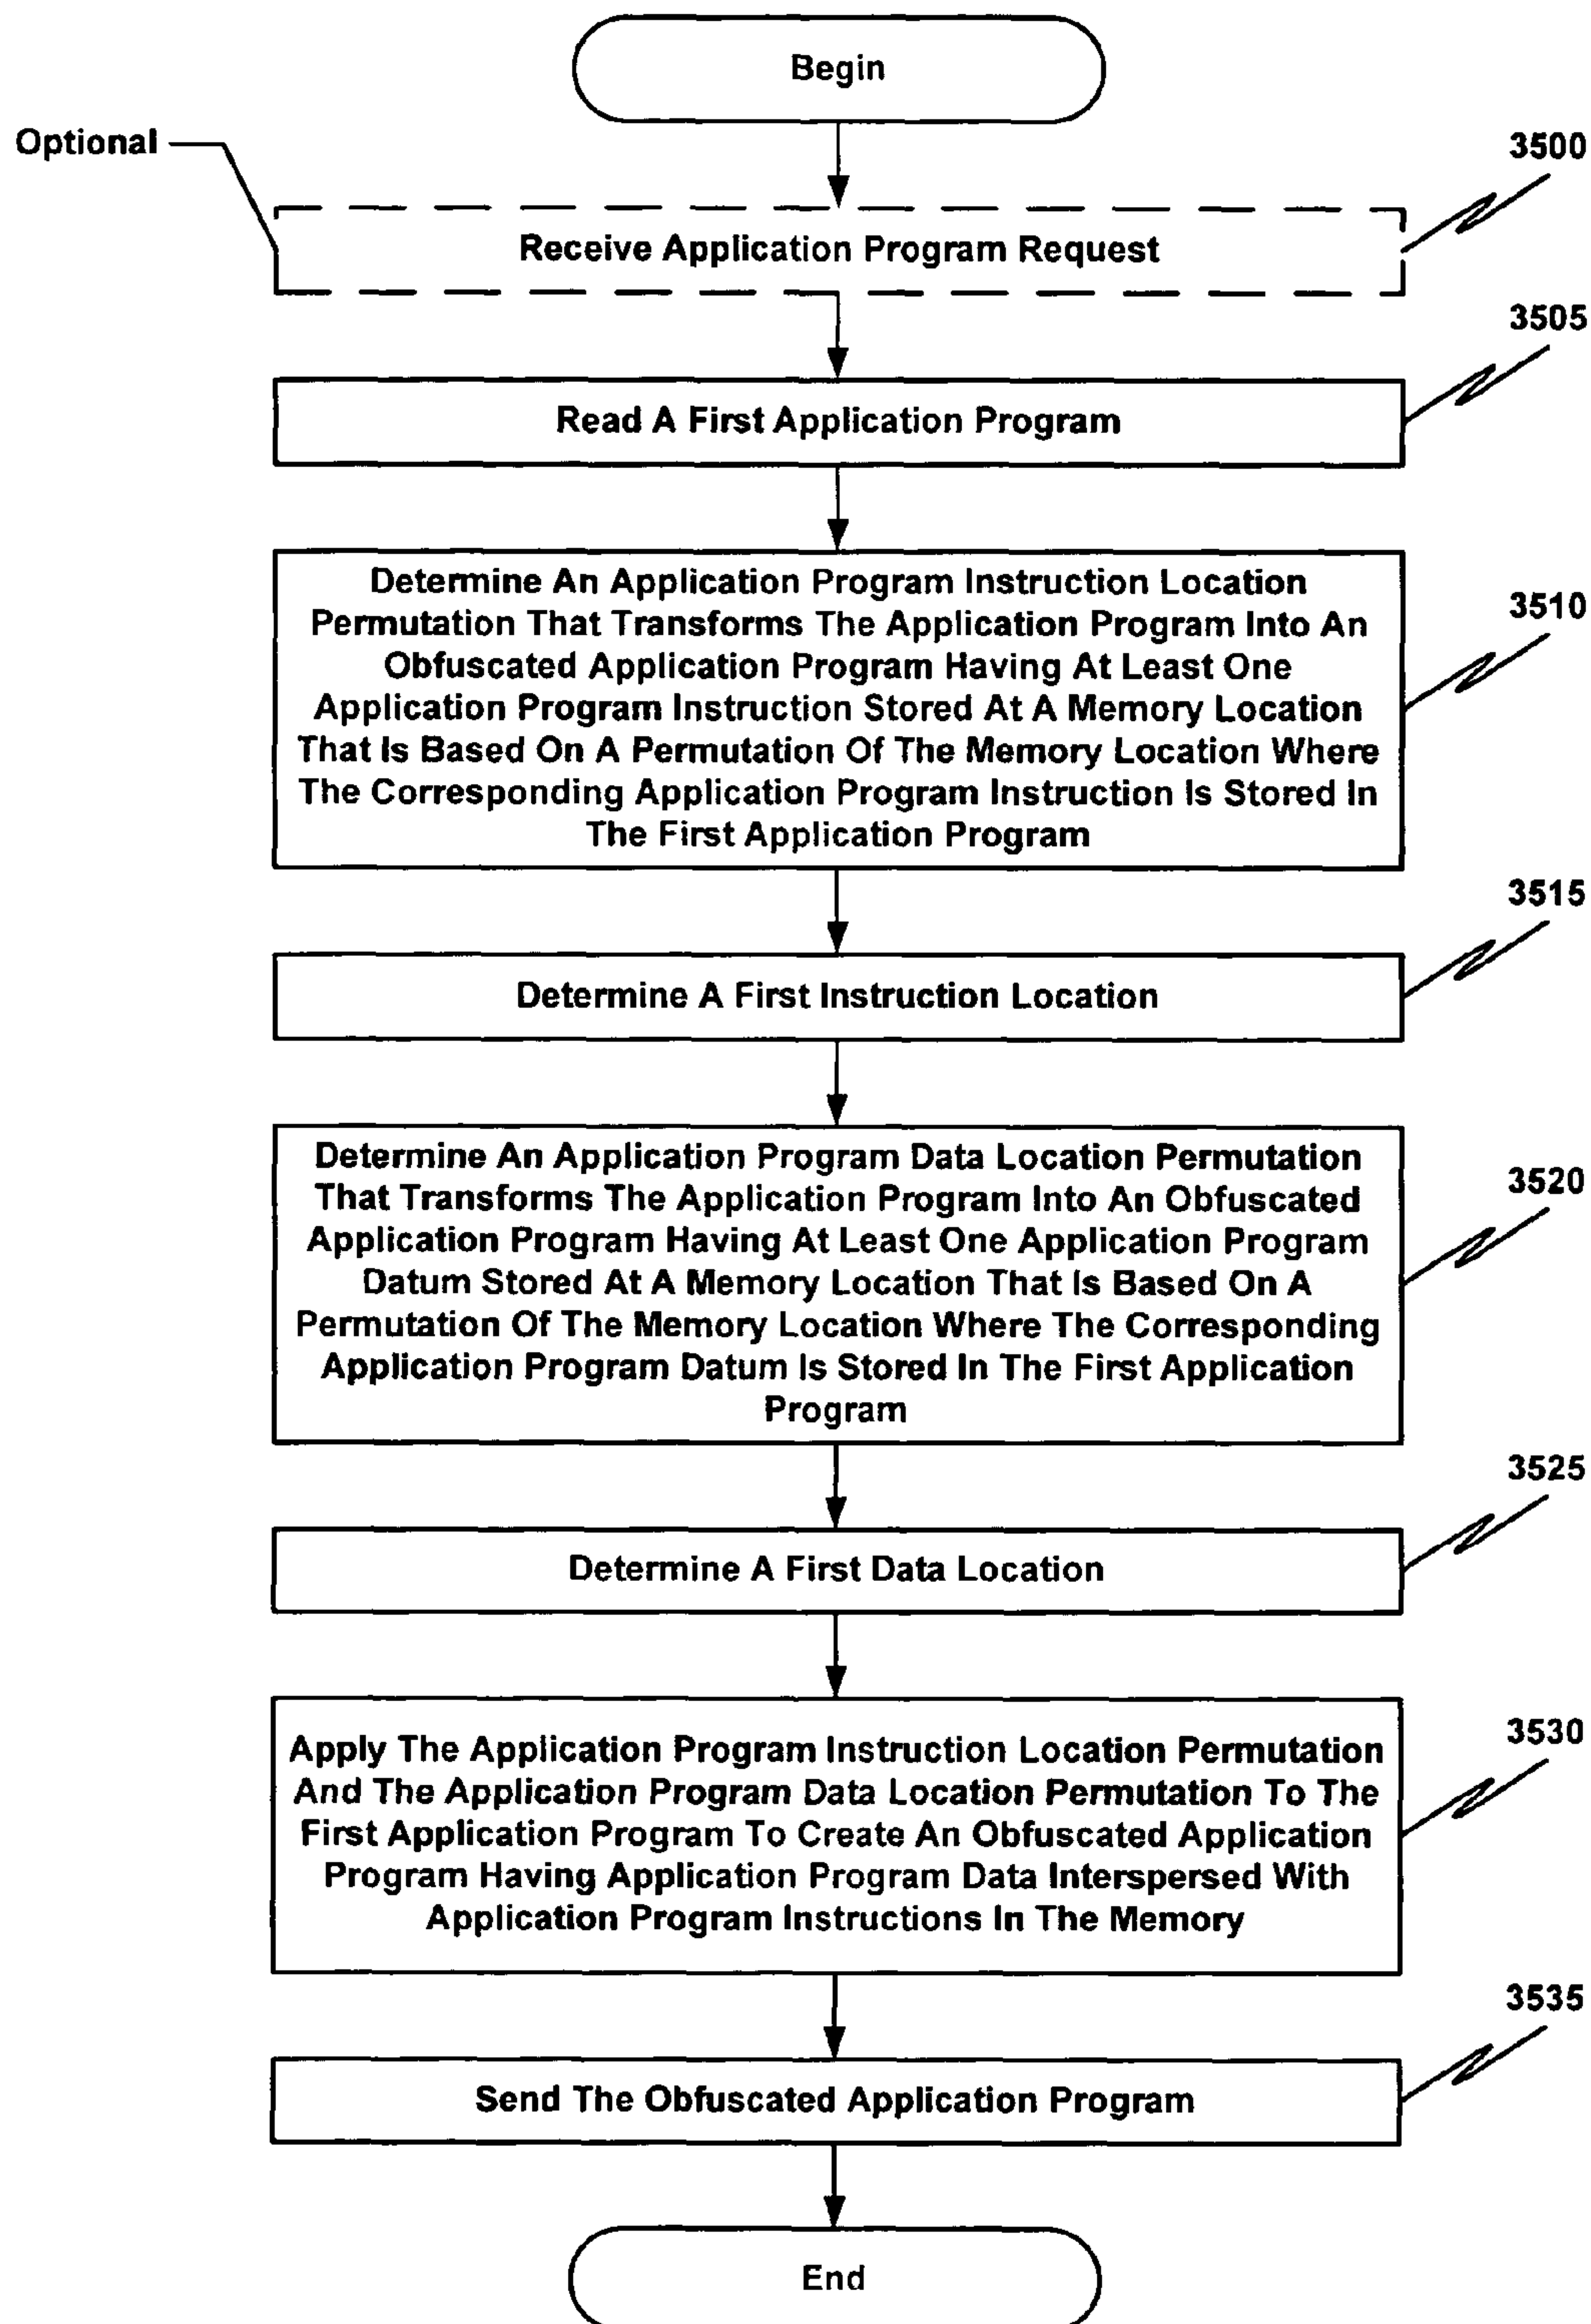 Begin
Optional
3500
Receive Application Program Request
3505
Read A First Application Program
Determine An Application Program Instruction Location
Permutation That Transforms The Application Program Into An
Obfuscated Application Program Having At Least One
Application Program Instruction Stored At A Memory Location
That Is Based On A Permutation Of The Memory Location Where
The Corresponding Application Program Instruction Is Stored In
The First Application Program
3510
3515
Determine A First Instruction Location
Determine An Application Program Data Location Permutation
That Transforms The Application Program Into An Obfuscated
Application Program Having At Least One Application Program
Datum Stored At A Memory Location That Is Based On A
Permutation Of The Memory Location Where The Corresponding
Application Program Datum Is Stored In The First Application
Program
3520
3525
Determine A First Data Location
Apply The Application Program Instruction Location Permutation
And The Application Program Data Location Permutation To The
First Application Program To Create An Obfuscated Application
Program Having Application Program Data Interspersed With
Application Program Instructions In The Memory
3530
3535
Send The Obfuscated Application Program
End